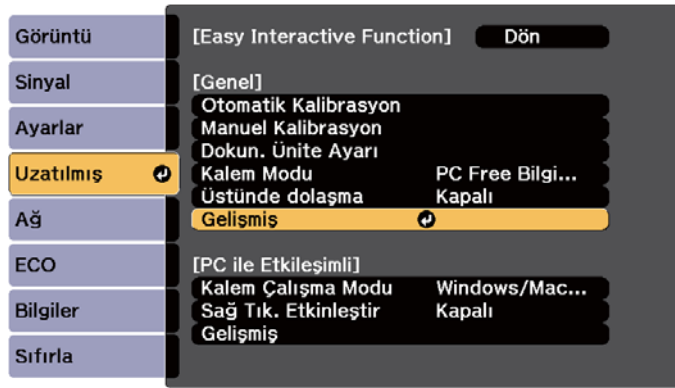 Görüntü
Sinyal
Ayarlar
Uzatılmış
Ağ
ECO
Bilgiler
Sıfırla
[Easy Interactive Function] Dön
[Genel]
Otomatik Kalibrasyon
Manuel Kalibrasyon
Dokun. Ünite Ayarı
Kalem Modu PC Free Bilgi...
Üstünde dolaşma Kapalı
Gelişmiş
[PC ile Etkileşimli]
Kalem Çalışma Modu Windows/Mac...
Sağ Tık. Etkinleştir Kapalı
Gelişmiş